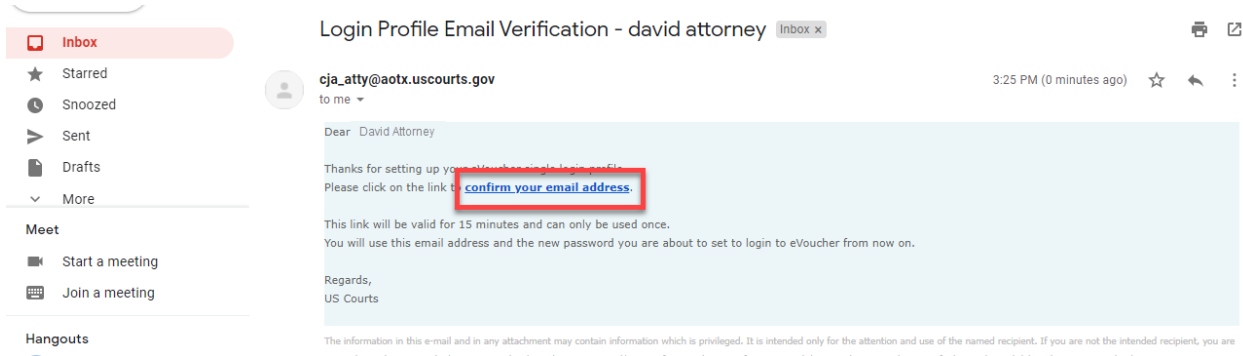 Login Profile Email Verification - david attorney Inbox x
Inbox
Starred
Snoozed
Sent
Drafts
More
Meet
Start a meeting
Join a meeting
Hangouts
cja_atty@aotx.uscourts.gov
3:25 PM (0 minutes ago)
to me
Dear David Attorney
Thanks for setting up your eVoucher single login profile.
Please click on the link to confirm your email address.
This link will be valid for 15 minutes and can only be used once.
You will use this email address and the new password you are about to set to login to eVoucher from now on.
Regards,
US Courts
The information in this e-mail and in any attachment may contain information which is privileged. It is intended only for the attention and use of the named recipient. If you are not the intended recipient, you are